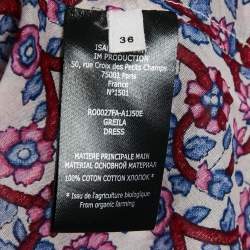 36
IM PRODUCTION
50, rue Croix des Petits Champs
75001 Paris
France
N°1501
RO0027FA-A1J50E
GREILA
DRESS
MATIERE PRINCIPALE MAIN
MATERIAL ОСНОВНОЙ МАТЕРИАЛ
100% COTON COTTON ХЛОПОК *
* Issu de l'agriculture biologique
From organic farming